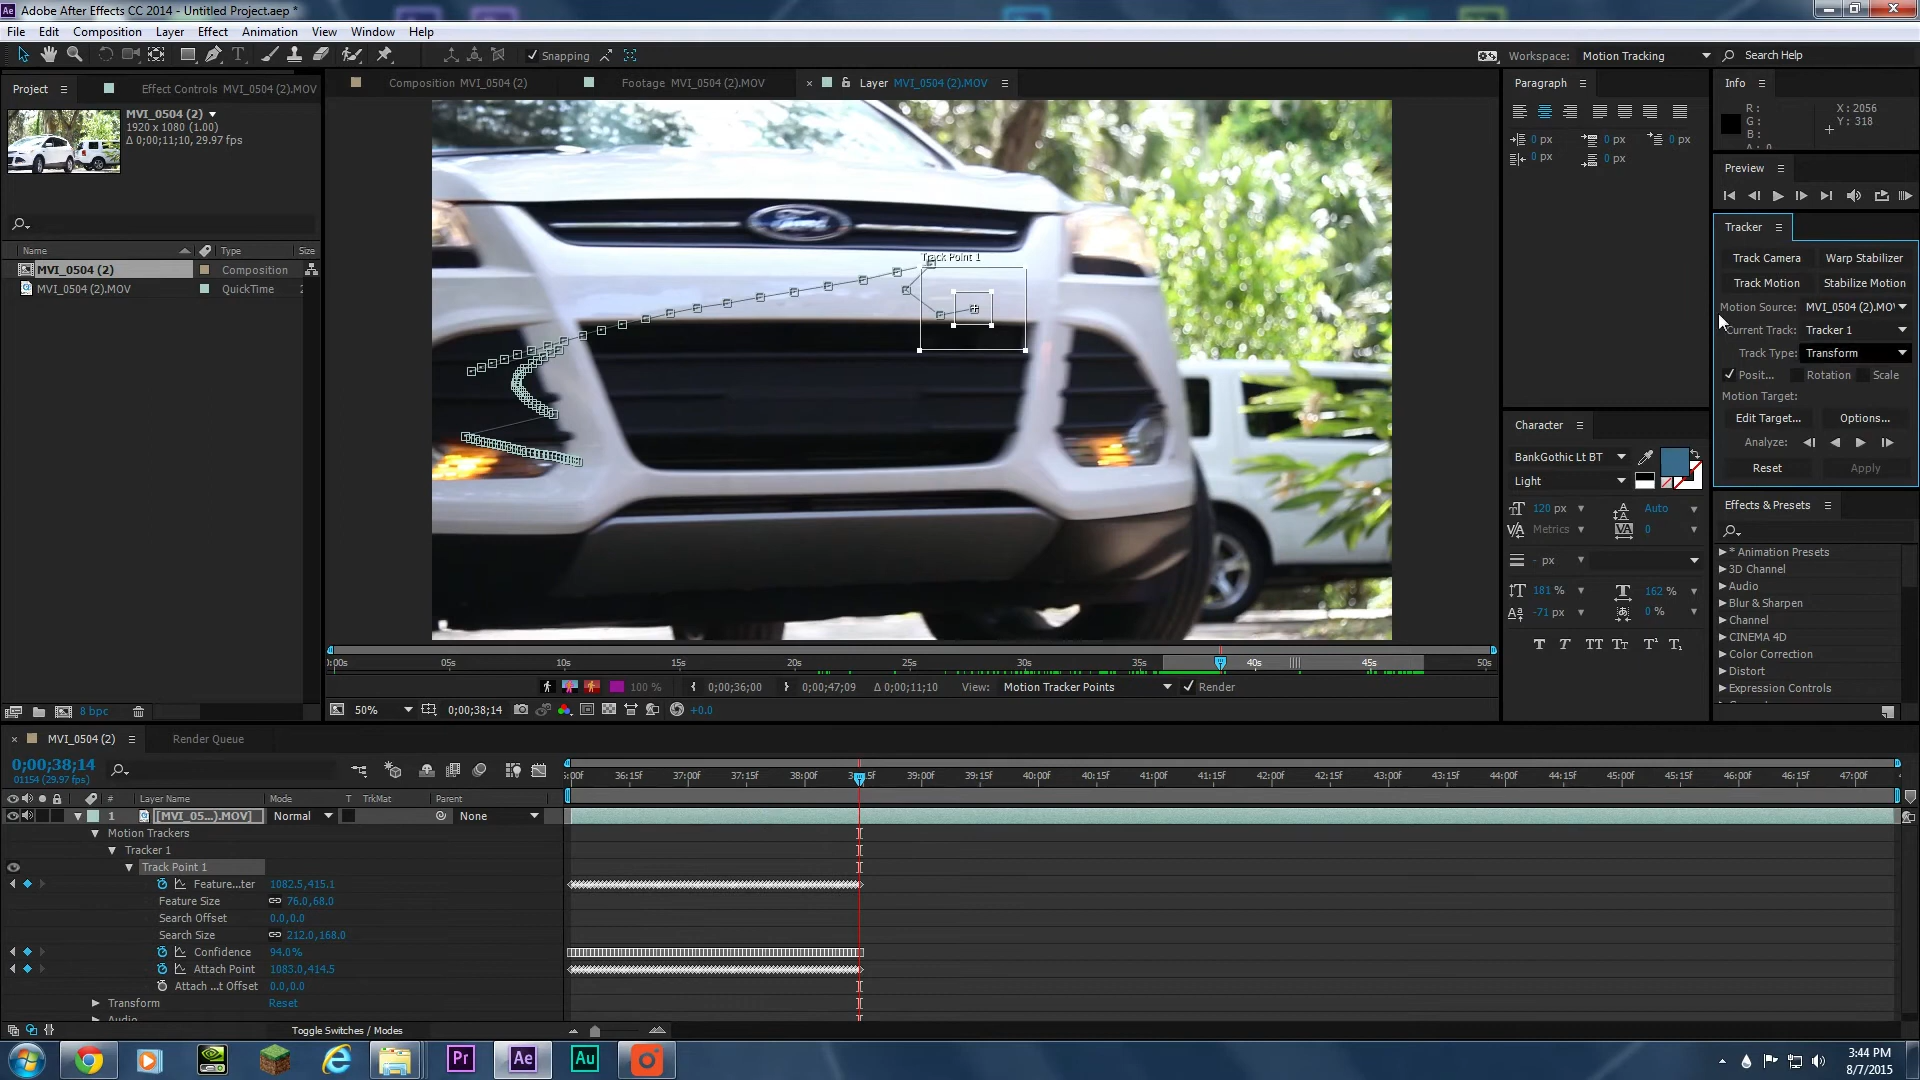 Adobe After Effects CC 2014 - Untitled Project.aep *
File Edit Composition Layer Effect Animation View Window Help
Snapping
Workspace: Motion Tracking Search Help
Project Effect Controls MVI_0504 (2).MOV
Composition MVI_0504 (2) Footage MVI_0504 (2).MOV Layer MVI_0504 (2).MOV
MVI_0504 (2)
1920 x 1080 (1.00)
Δ 0;00;11;10, 29.97 fps
Name Type Size
MVI_0504 (2) Composition
MVI_0504 (2).MOV QuickTime 2
Ford
Track Point 1
Paragraph
0 px 0 px 0 px
0 px 0 px
Info
R: X: 2056
G: Y: 318
B:
A: 0
Preview
Tracker
Track Camera Warp Stabilizer
Track Motion Stabilize Motion
Motion Source: MVI_0504 (2).MO
Current Track: Tracker 1
Track Type: Transform
Posit... Rotation Scale
Motion Target:
Edit Target... Options...
Analyze:
Reset Apply
Character
BankGothic Lt BT
Light
120 px Auto
Metrics 0
- px
181 % 162 %
-71 px 0 %
T T TT Tт T¹ T₁
Effects & Presets
* Animation Presets
3D Channel
Audio
Blur & Sharpen
Channel
CINEMA 4D
Color Correction
Distort
Expression Controls
8 bpc
0:00s 05s 10s 15s 20s 25s 30s 35s 40s 45s 50s
100 % 0;00;36;00 0;00;47;09 Δ 0;00;11;10 View: Motion Tracker Points Render
50% 0;00;38;14 +0.0
MVI_0504 (2) Render Queue
0;00;38;14
01154 (29.97 fps)
5:00f 36:15f 37:00f 37:15f 38:00f 38:15f 39:00f 39:15f 40:00f 40:15f 41:00f 41:15f 42:00f 42:15f 43:00f 43:15f 44:00f 44:15f 45:00f 45:15f 46:00f 46:15f 47:00f
# Layer Name Mode T TrkMat Parent
1 [MVI_05...).MOV] Normal None
Motion Trackers
Tracker 1
Track Point 1
Feature...ter 1082.5,415.1
Feature Size 76.0,68.0
Search Offset 0.0,0.0
Search Size 212.0,168.0
Confidence 94.0%
Attach Point 1083.0,414.5
Attach ...t Offset 0.0,0.0
Transform Reset
Audio
Toggle Switches / Modes
Pr Ae Au
3:44 PM
8/7/2015